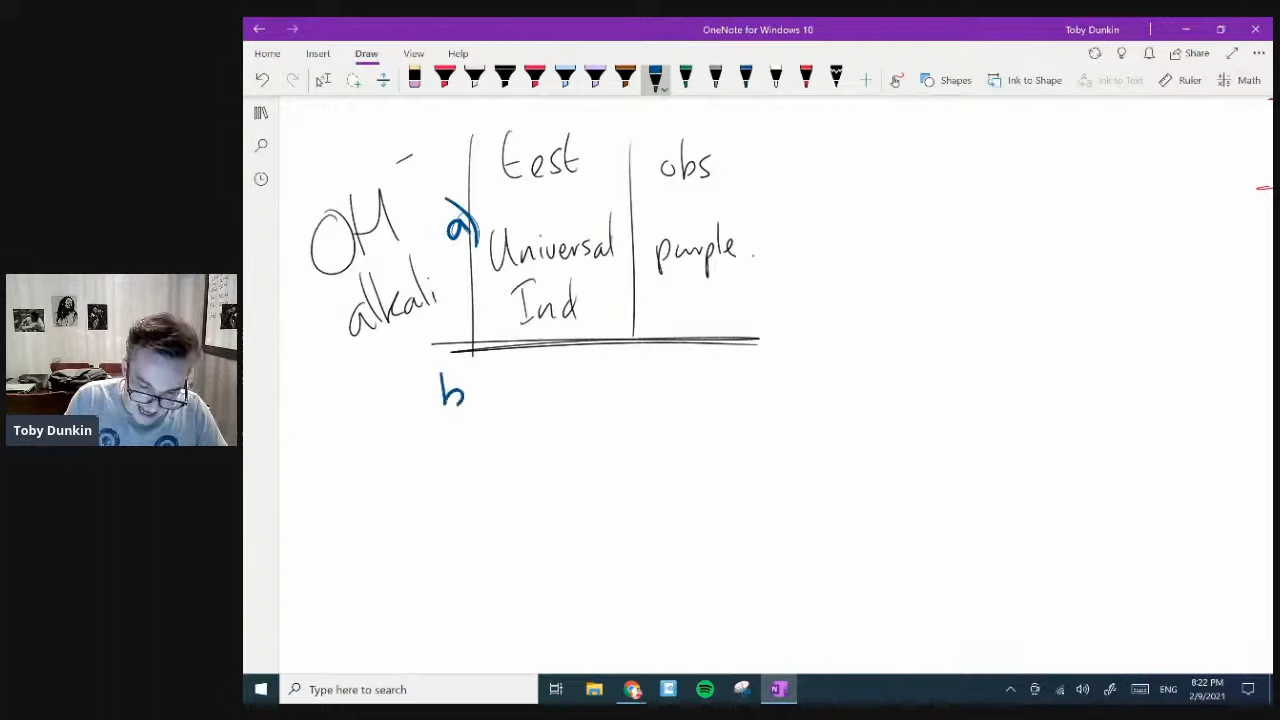 OneNote for Windows 10
Toby Dunkin
Home Insert Draw View Help
Share
Shapes Ink to Shape Ink to Text Ruler Math
test obs
OH⁻
a)
Universal purple.
alkali
Ind
b
Toby Dunkin
Type here to search
ENG
8:22 PM
2/9/2021